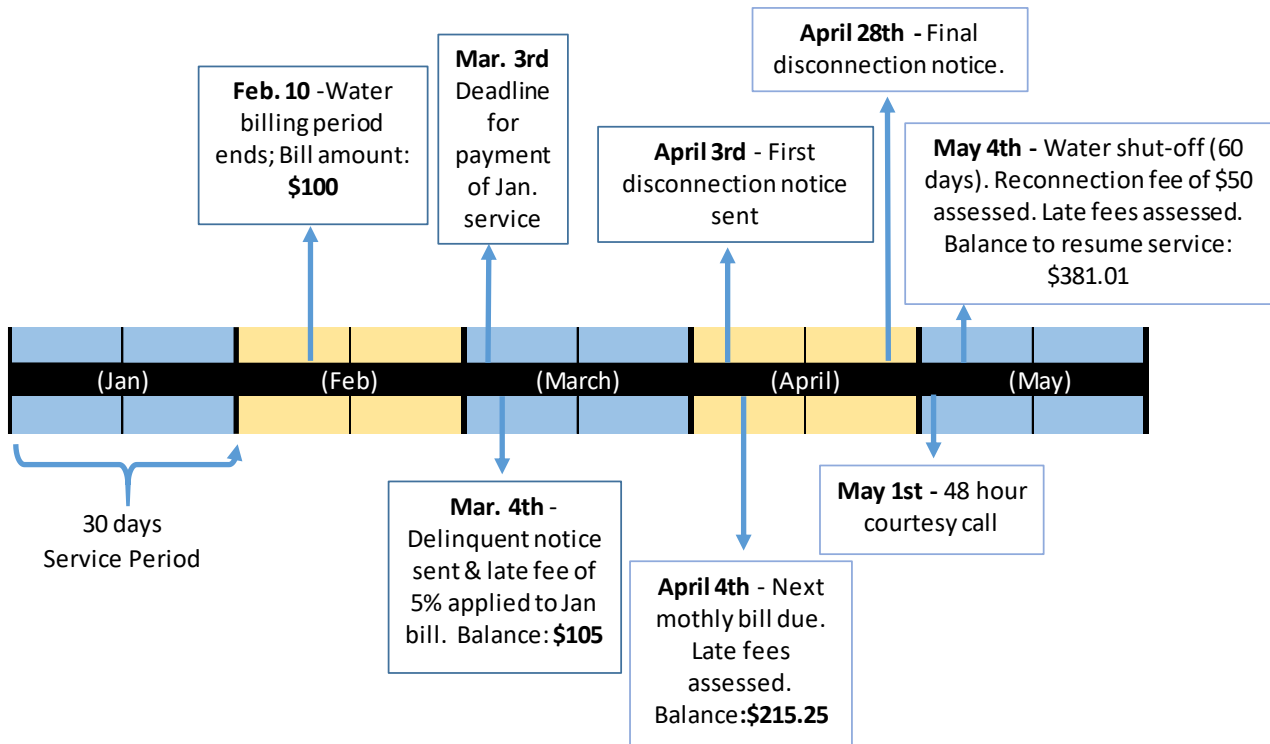 Feb. 10 -Water
billing period
ends; Bill amount:
$100
Mar. 3rd
Deadline
for
payment
of Jan.
service
April 3rd - First
disconnection notice
sent
April 28th - Final
disconnection notice.
May 4th - Water shut-off (60
days). Reconnection fee of $50
assessed. Late fees assessed.
Balance to resume service:
$381.01
(Jan)
(Feb)
(March)
(April)
(May)
30 days
Service Period
Mar. 4th -
Delinquent notice
sent & late fee of
5% applied to Jan
bill. Balance: $105
April 4th - Next
mothly bill due.
Late fees
assessed.
Balance:$215.25
May 1st - 48 hour
courtesy call